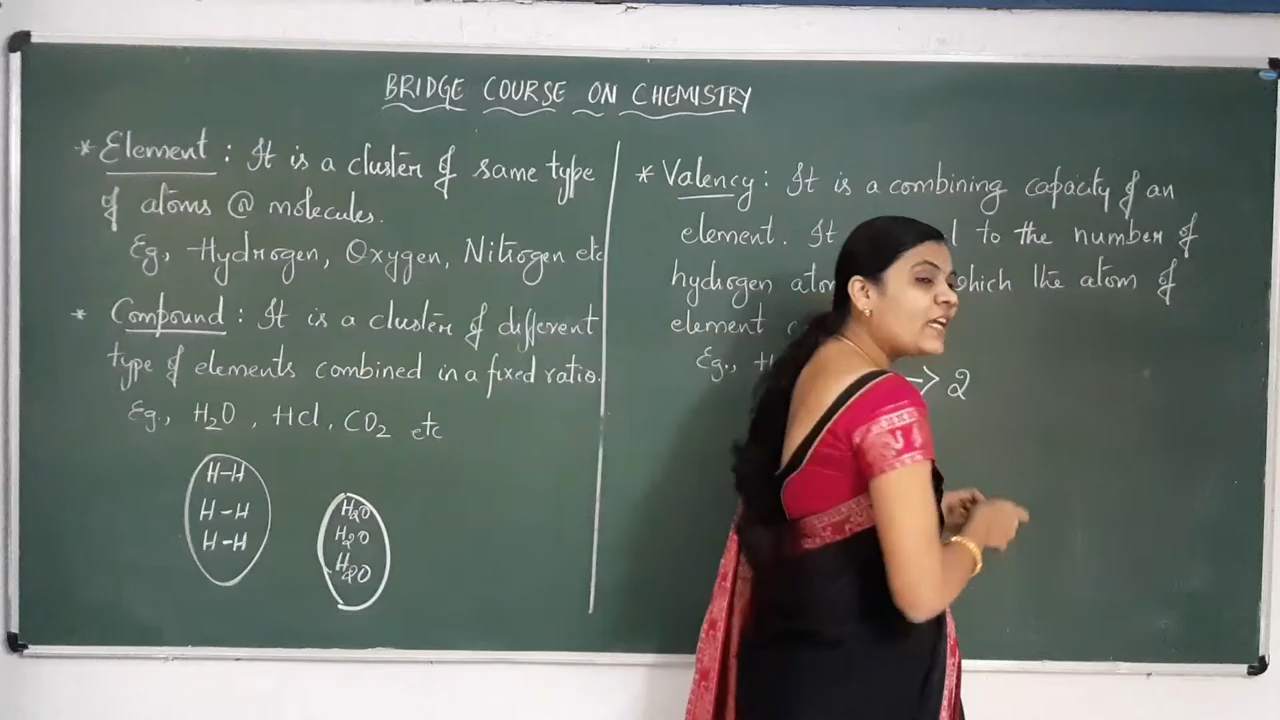 BRIDGE COURSE ON CHEMISTRY
* Element : It is a cluster of same type
of atoms @ molecules.
Eg., Hydrogen, Oxygen, Nitrogen etc
* Compound : It is a cluster of different
type of elements combined in a fixed ratio.
Eg., H₂O , HCl, CO₂ etc
H-H
H-H
H-H
H₂O
H₂O
H₂O
* Valency : It is a combining capacity of an
element. It to the number of
hydrogen which the atom of
element
Eg., -> 2